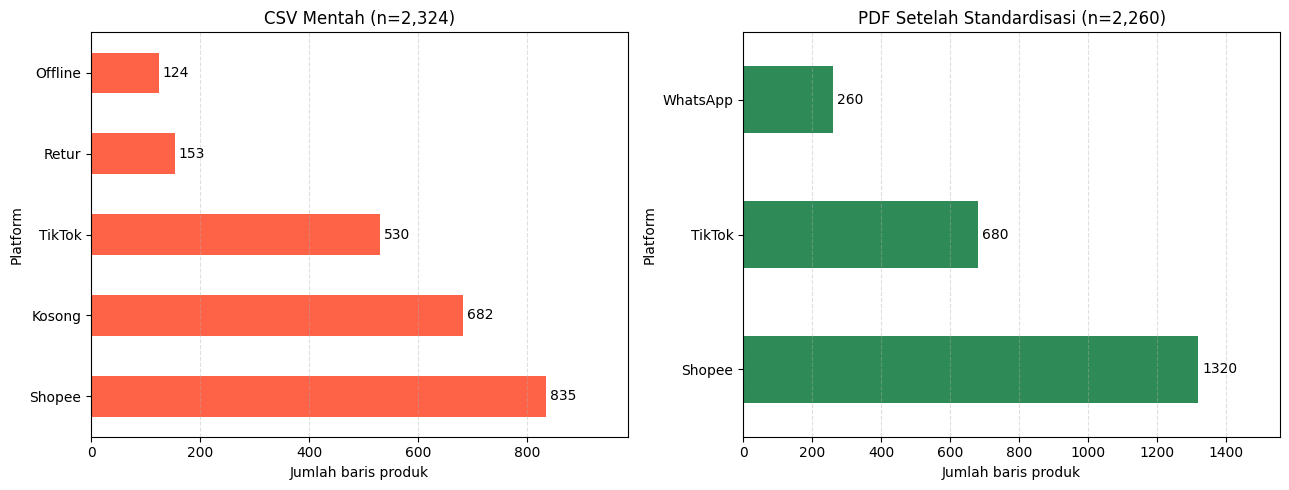 CSV Mentah (n=2,324)
Platform
Offline
124
Retur
153
TikTok
530
Kosong
682
Shopee
835
0 200 400 600 800
Jumlah baris produk
PDF Setelah Standardisasi (n=2,260)
Platform
WhatsApp
260
TikTok
680
Shopee
1320
0 200 400 600 800 1000 1200 1400
Jumlah baris produk